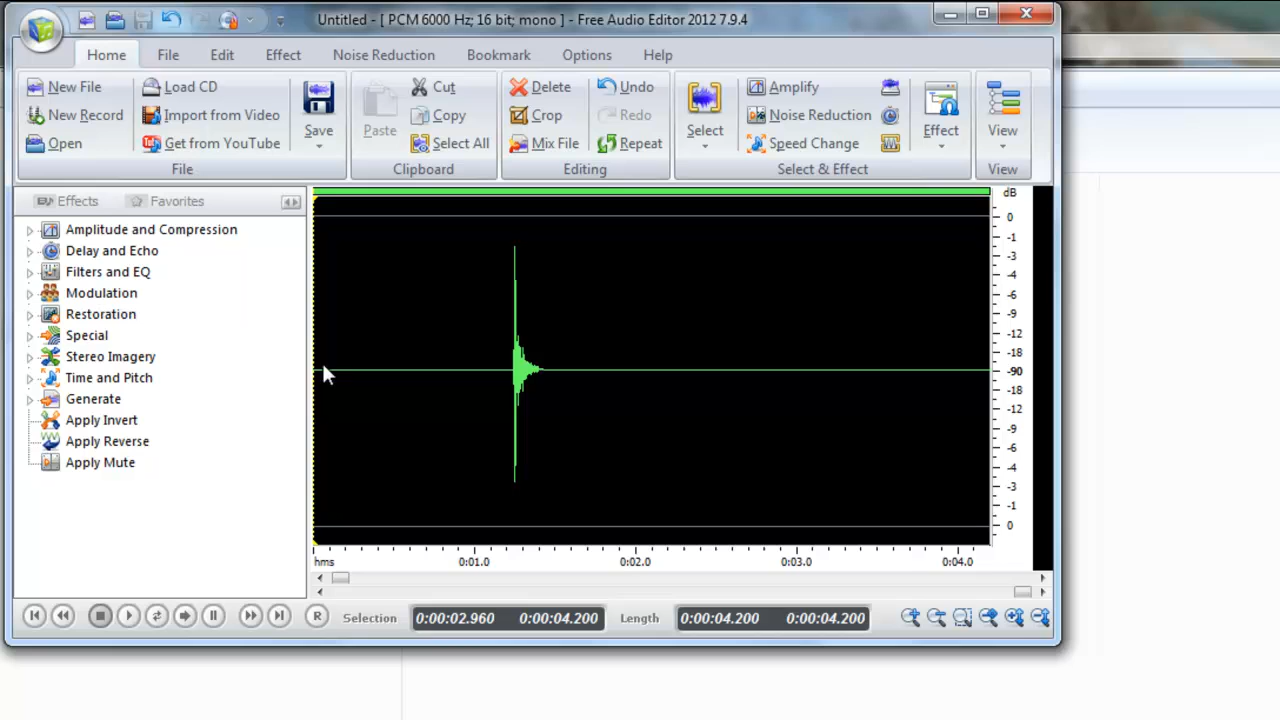 Untitled - [ PCM 6000 Hz; 16 bit; mono ] - Free Audio Editor 2012 7.9.4
Home File Edit Effect Noise Reduction Bookmark Options Help
New File Load CD Cut Delete Undo Amplify
New Record Import from Video Copy Crop Redo Noise Reduction
Open Get from YouTube Save Paste Select All Mix File Repeat Select Speed Change Effect View
File Clipboard Editing Select & Effect View
Effects Favorites
Amplitude and Compression
Delay and Echo
Filters and EQ
Modulation
Restoration
Special
Stereo Imagery
Time and Pitch
Generate
Apply Invert
Apply Reverse
Apply Mute
dB
0
-1
-3
-4
-6
-9
-12
-18
-90
-18
-12
-9
-6
-4
-3
-1
0
hms 0:01.0 0:02.0 0:03.0 0:04.0
R Selection 0:00:02.960 0:00:04.200 Length 0:00:04.200 0:00:04.200